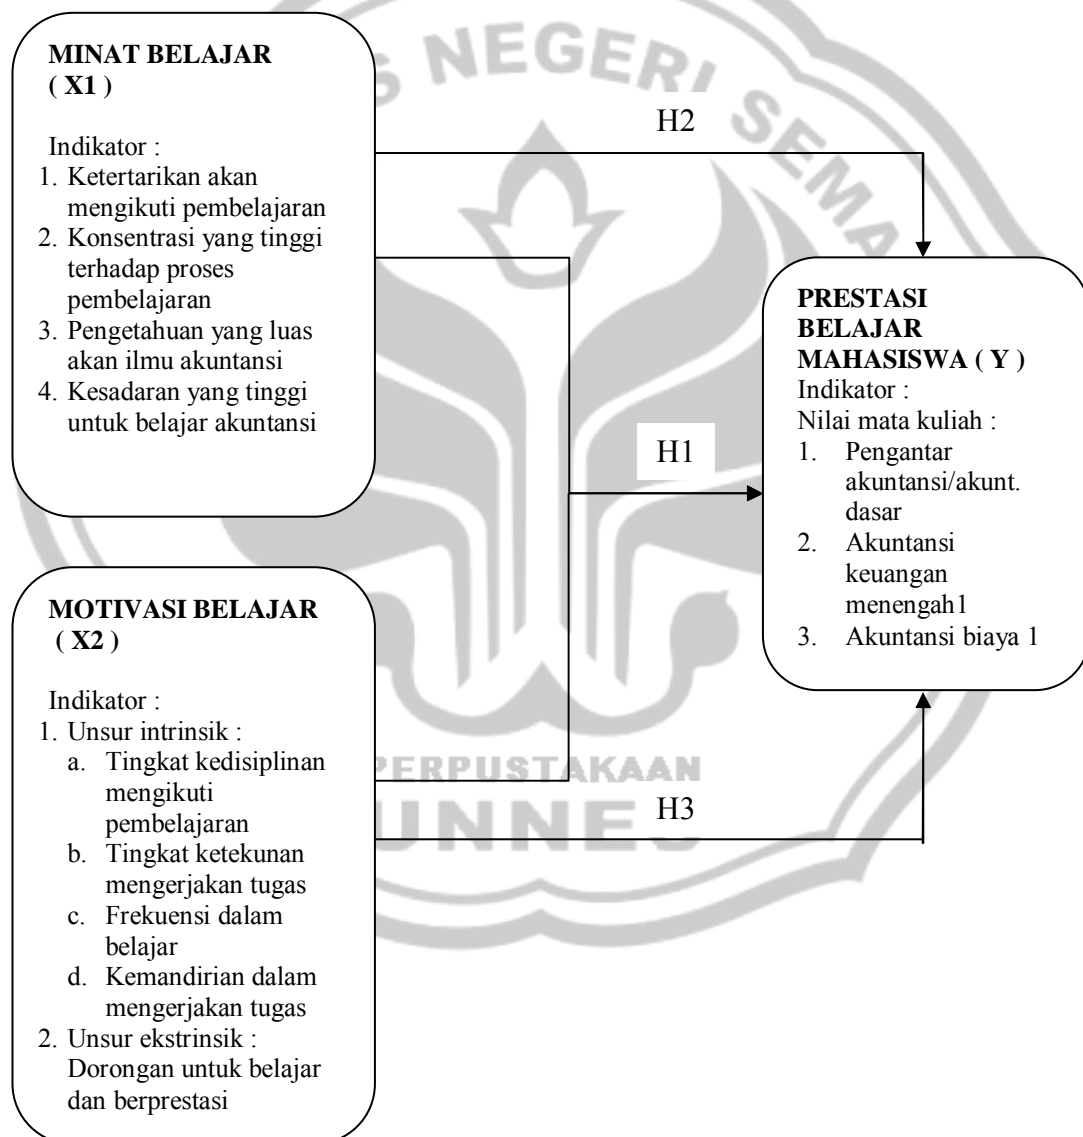 MINAT BELAJAR
( X1 )
Indikator :
1. Ketertarikan akan
mengikuti pembelajaran
2. Konsentrasi yang tinggi
terhadap proses
pembelajaran
3. Pengetahuan yang luas
akan ilmu akuntansi
4. Kesadaran yang tinggi
untuk belajar akuntansi
MOTIVASI BELAJAR
( X2 )
Indikator :
1. Unsur intrinsik :
a. Tingkat kedisiplinan
mengikuti
pembelajaran
b. Tingkat ketekunan
mengerjakan tugas
c. Frekuensi dalam
belajar
d. Kemandirian dalam
mengerjakan tugas
2. Unsur ekstrinsik :
Dorongan untuk belajar
dan berprestasi
H2
H1
H3
PRESTASI
BELAJAR
MAHASISWA ( Y )
Indikator :
Nilai mata kuliah :
1. Pengantar
akuntansi/akunt.
dasar
2. Akuntansi
keuangan
menengah1
3. Akuntansi biaya 1
S NEGERI SEMA
PERPUSTAKAAN
UNNES